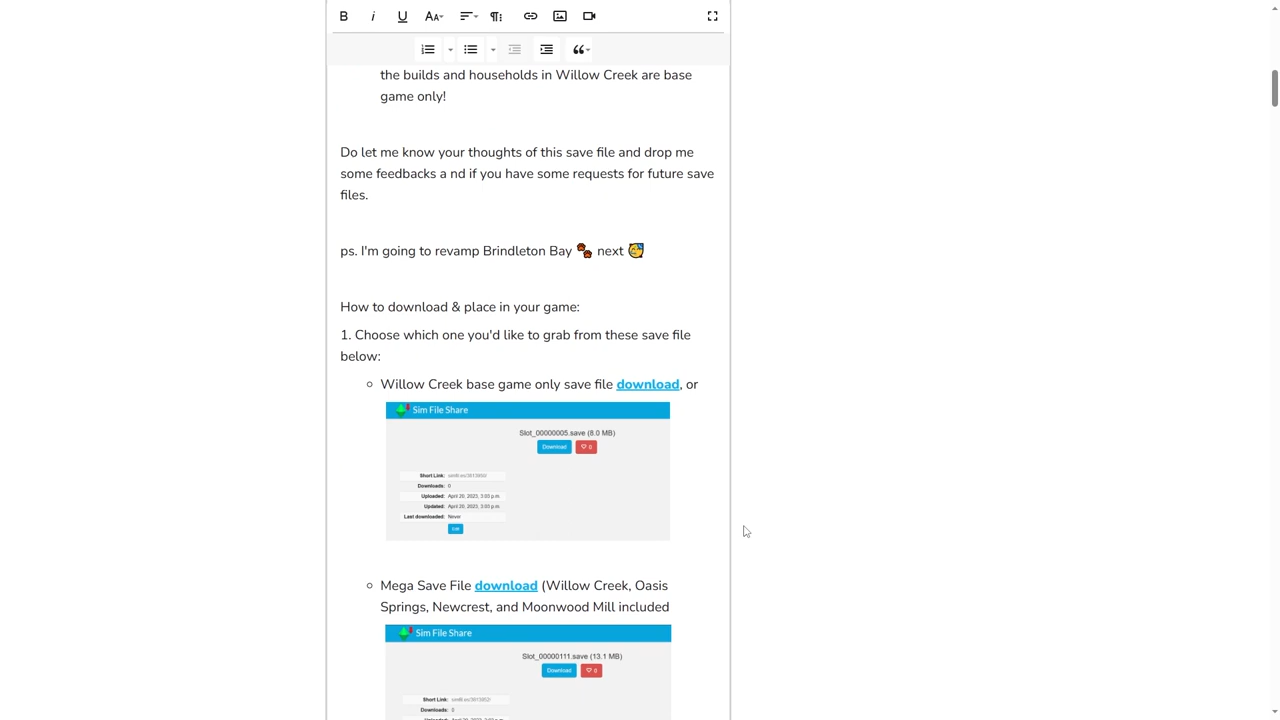 B i U AA
the builds and households in Willow Creek are base
game only!
Do let me know your thoughts of this save file and drop me
some feedbacks a nd if you have some requests for future save
files.
ps. I'm going to revamp Brindleton Bay 🐾 next 🥳
How to download & place in your game:
1. Choose which one you'd like to grab from these save file
below:
Willow Creek base game only save file download, or
Sim File Share
Slot_00000005.save (8.0 MB)
Download 0
Short Link:
Downloads: 0
Uploaded: April 20, 2023, 3:03 p.m.
Updated: April 20, 2023, 3:03 p.m.
Last downloaded: Never
Edit
Mega Save File download (Willow Creek, Oasis
Springs, Newcrest, and Moonwood Mill included
Sim File Share
Slot_00000111.save (13.1 MB)
Download 0
Short Link:
Downloads: